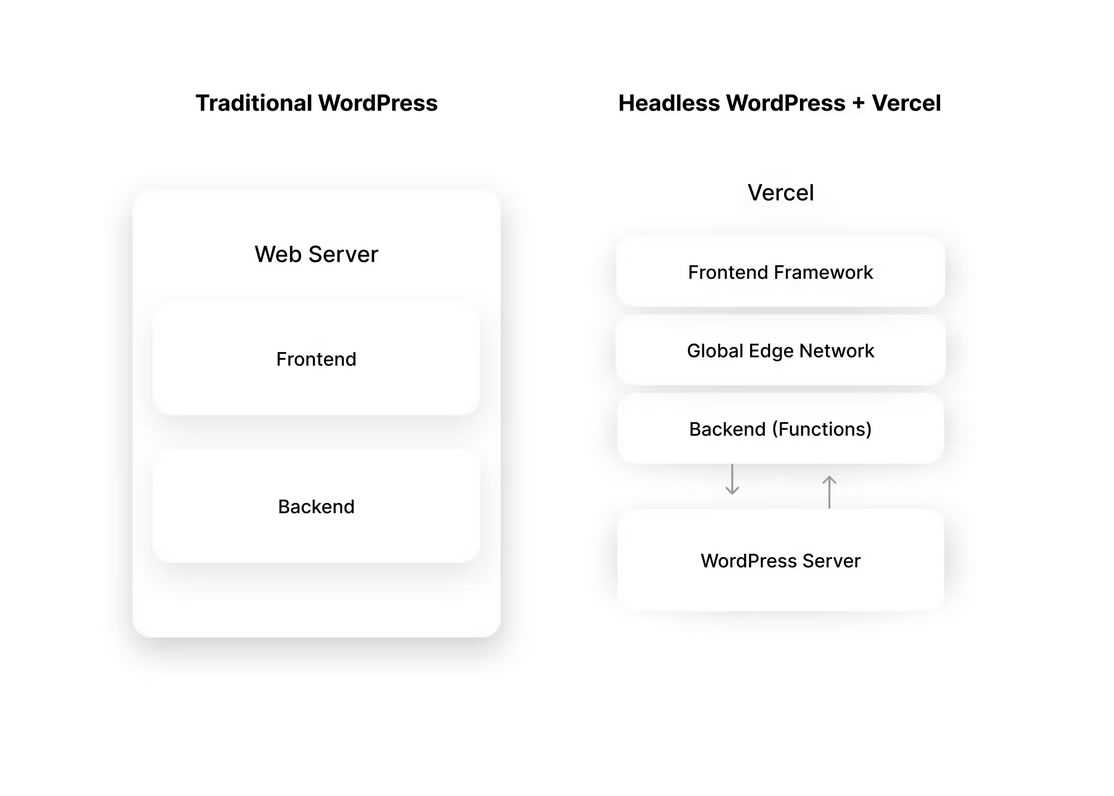 Traditional WordPress
Web Server
Frontend
Backend
Headless WordPress + Vercel
Vercel
Frontend Framework
Global Edge Network
Backend (Functions)
WordPress Server